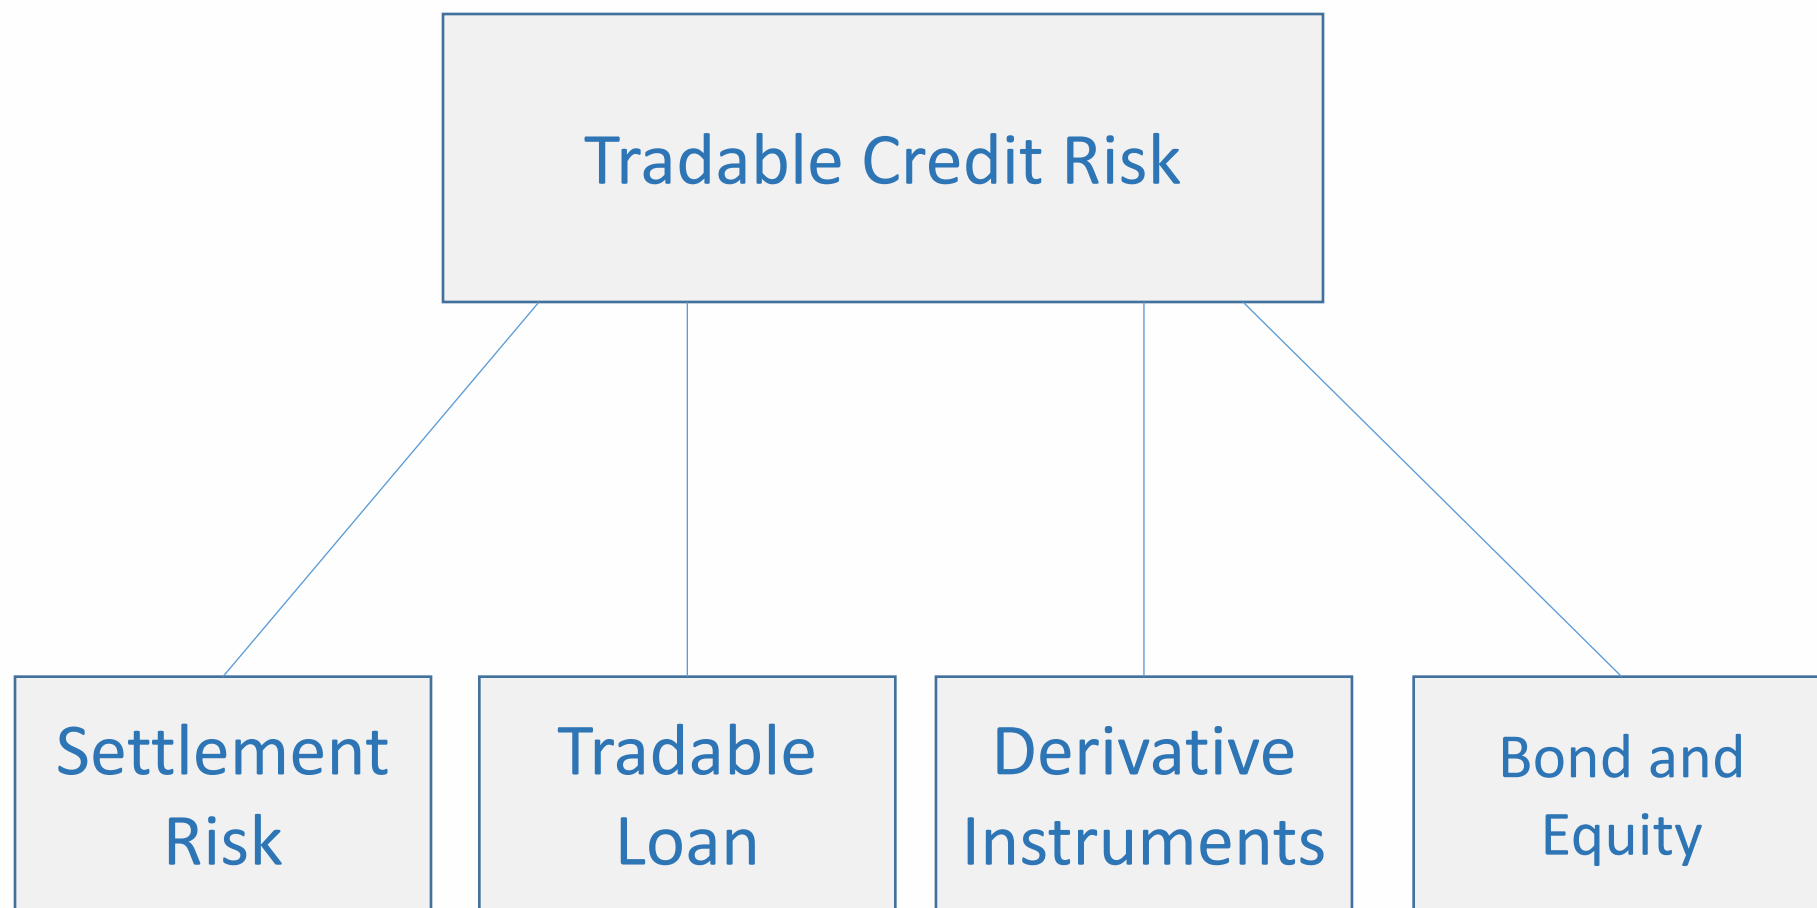 Tradable Credit Risk
Settlement
Risk
Tradable
Loan
Derivative
Instruments
Bond and
Equity